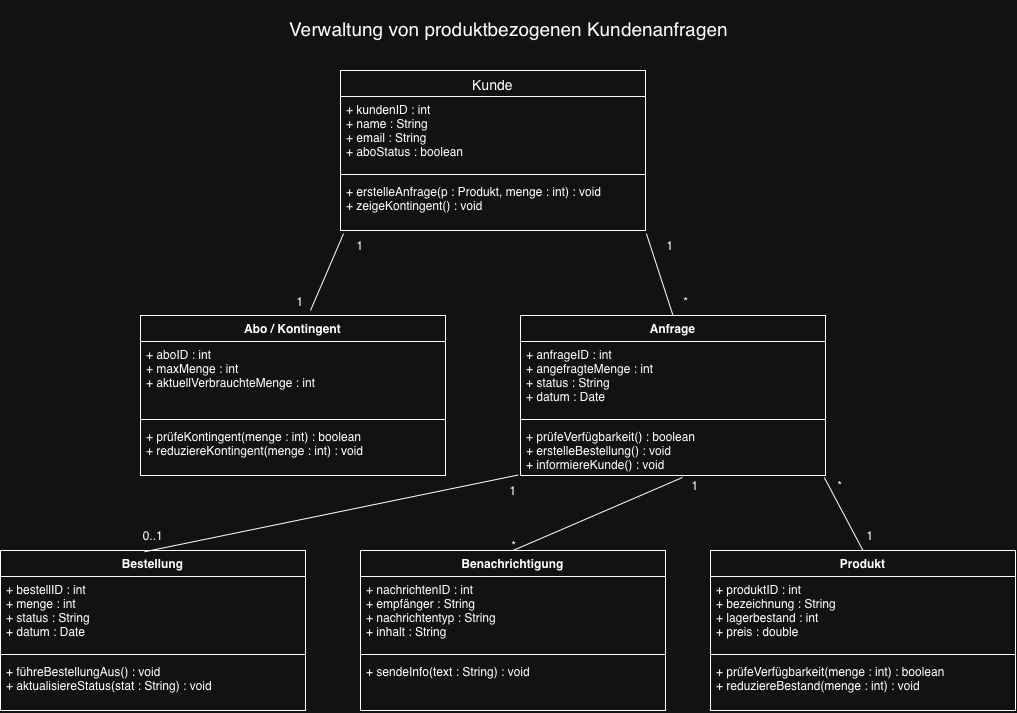 Verwaltung von produktbezogenen Kundenanfragen
Kunde
+ kundenID : int
+ name : String
+ email : String
+ aboStatus : boolean
+ erstelleAnfrage(p : Produkt, menge : int) : void
+ zeigeKontingent() : void
1
1
1
*
Abo / Kontingent
+ aboID : int
+ maxMenge : int
+ aktuellVerbrauchteMenge : int
+ prüfeKontingent(menge : int) : boolean
+ reduziereKontingent(menge : int) : void
Anfrage
+ anfrageID : int
+ angefragteMenge : int
+ status : String
+ datum : Date
+ prüfeVerfügbarkeit() : boolean
+ erstelleBestellung() : void
+ informiereKunde() : void
1
1
*
0..1
*
1
Bestellung
+ bestellID : int
+ menge : int
+ status : String
+ datum : Date
+ führeBestellungAus() : void
+ aktualisiereStatus(stat : String) : void
Benachrichtigung
+ nachrichtenID : int
+ empfänger : String
+ nachrichtentyp : String
+ inhalt : String
+ sendeInfo(text : String) : void
Produkt
+ produktID : int
+ bezeichnung : String
+ lagerbestand : int
+ preis : double
+ prüfeVerfügbarkeit(menge : int) : boolean
+ reduziereBestand(menge : int) : void